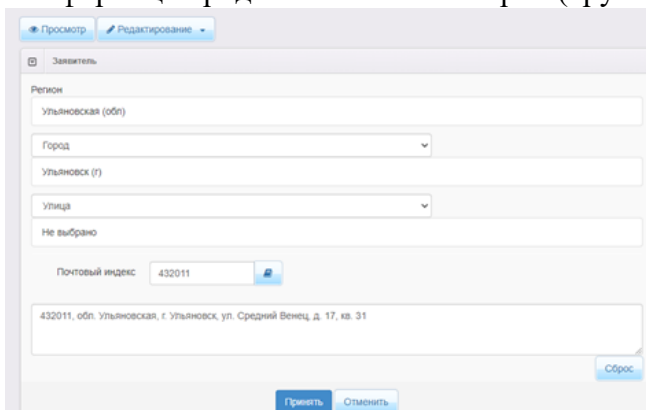 Просмотр Редактирование
Заявитель
Регион
Ульяновская (обл)
Город
Ульяновск (г)
Улица
Не выбрано
Почтовый индекс 432011
432011, обл. Ульяновская, г. Ульяновск, ул. Средний Венец, д. 17, кв. 31
Сброс
Принять Отменить